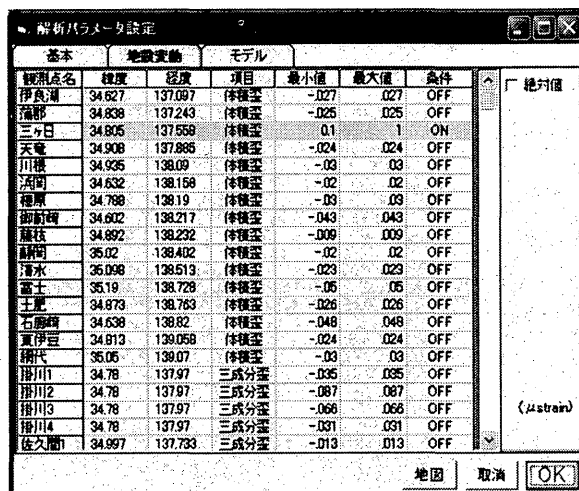 解析パラメータ設定
基本 地殻変動 モデル
観測点名 緯度 経度 項目 最小値 最大値 条件
伊良湖 34.627 137.097 体積歪 -.027 .027 OFF
蒲郡 34.838 137.243 体積歪 -.025 .025 OFF
三ヶ日 34.805 137.558 体積歪 0.1 1 ON
天竜 34.908 137.885 体積歪 -.024 .024 OFF
川根 34.935 138.09 体積歪 -.03 .03 OFF
浜岡 34.632 138.158 体積歪 -.02 .02 OFF
榛原 34.788 138.19 体積歪 -.03 .03 OFF
御前崎 34.602 138.217 体積歪 -.043 .043 OFF
藤枝 34.892 138.232 体積歪 -.009 .009 OFF
静岡 35.02 138.402 体積歪 -.02 .02 OFF
清水 35.098 138.513 体積歪 -.023 .023 OFF
富士 35.19 138.728 体積歪 -.05 .05 OFF
土肥 34.873 138.763 体積歪 -.026 .026 OFF
石廊崎 34.638 138.82 体積歪 -.048 .048 OFF
東伊豆 34.813 139.058 体積歪 -.024 .024 OFF
網代 35.05 139.07 体積歪 -.03 .03 OFF
掛川1 34.78 137.97 三成分歪 -.035 .035 OFF
掛川2 34.78 137.97 三成分歪 -.087 .087 OFF
掛川3 34.78 137.97 三成分歪 -.066 .066 OFF
掛川4 34.78 137.97 三成分歪 -.031 .031 OFF
佐久間1 34.997 137.733 三成分歪 -.013 .013 OFF
絶対値
(μstrain)
地図 取消 OK